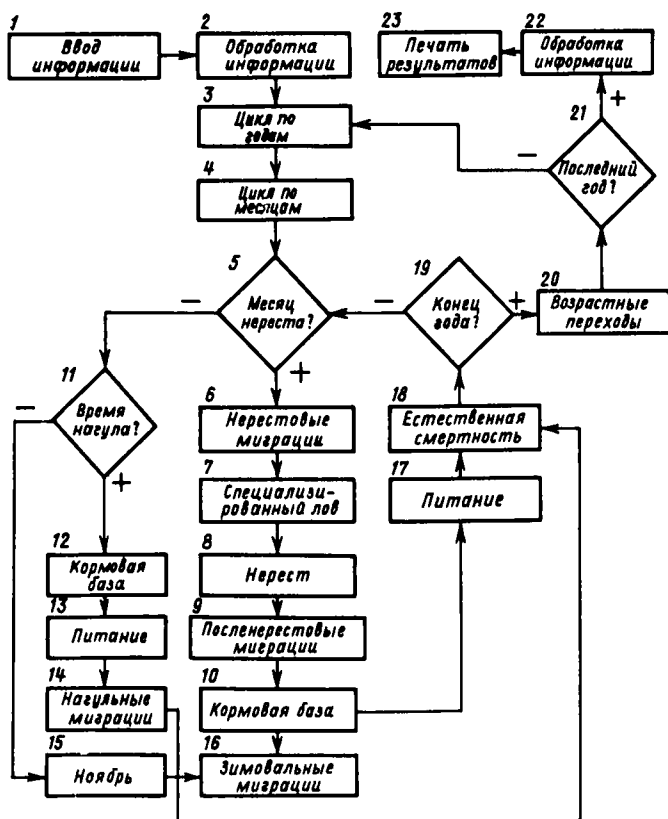 1
Ввод
информации
2
Обработка
информации
3
Цикл по
годам
4
Цикл по
месяцам
5
Месяц
нереста?
−
+
6
Нерестовые
миграции
7
Специализи-
рованный лов
8
Нерест
9
Посленерестовые
миграции
10
Кормовая база
11
Время
нагула?
−
+
12
Кормовая
база
13
Питание
14
Нагульные
миграции
15
Ноябрь
16
Зимовальные
миграции
17
Питание
18
Естественная
смертность
19
Конец
года?
−
+
20
Возрастные
переходы
21
Последний
год?
−
+
22
Обработка
информации
23
Печать
результатов